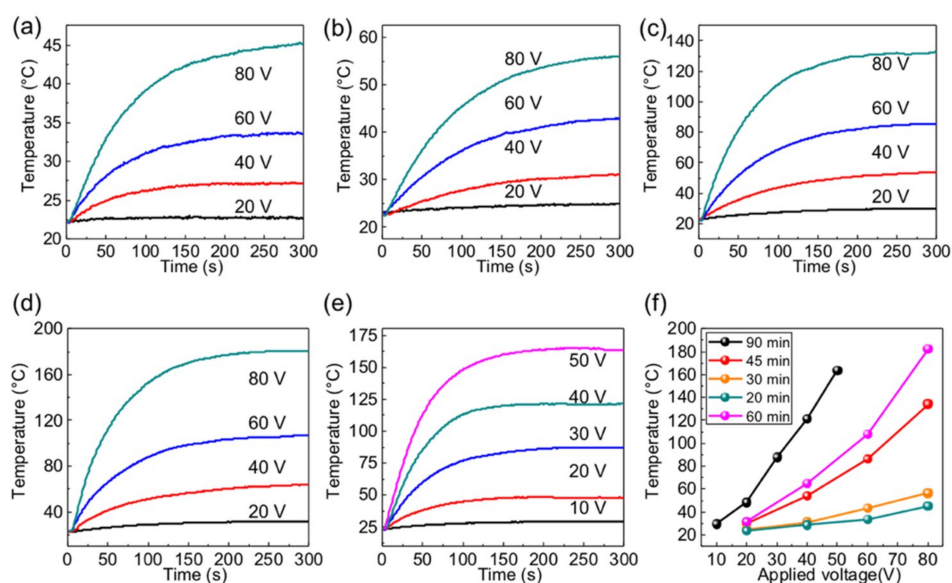 (a)
Temperature (°C)
45
40
35
30
25
20
80 V
60 V
40 V
20 V
0 50 100 150 200 250 300
Time (s)
(b)
Temperature (°C)
60
50
40
30
20
80 V
60 V
40 V
20 V
0 50 100 150 200 250 300
Time (s)
(c)
Temperature (°C)
140
120
100
80
60
40
20
80 V
60 V
40 V
20 V
0 50 100 150 200 250 300
Time (s)
(d)
Temperature (°C)
200
160
120
80
40
80 V
60 V
40 V
20 V
0 50 100 150 200 250 300
Time (s)
(e)
Temperature (°C)
175
150
125
100
75
50
25
50 V
40 V
30 V
20 V
10 V
0 50 100 150 200 250 300
Time (s)
(f)
Temperature (°C)
200
180
160
140
120
100
80
60
40
20
90 min
45 min
30 min
20 min
60 min
10 20 30 40 50 60 70 80
Applied voltage(V)